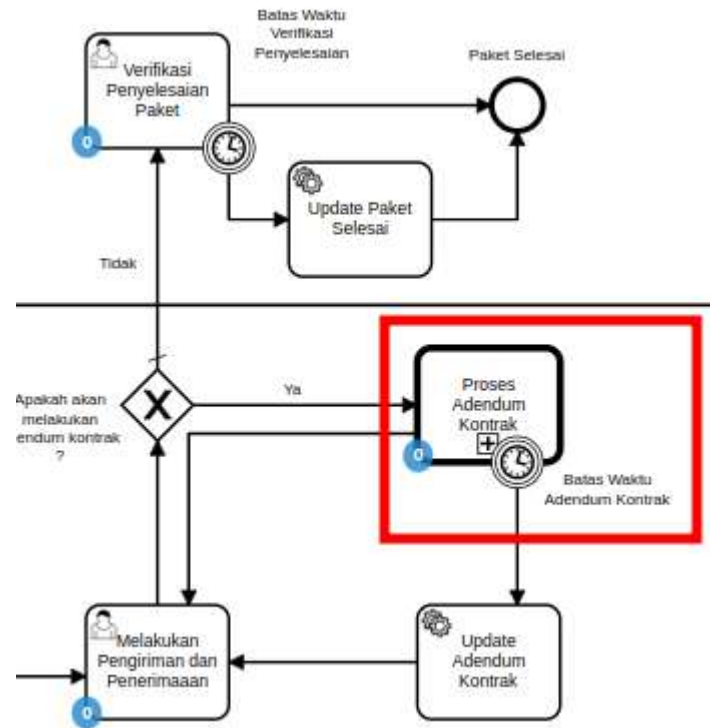 Batas Waktu
Verifikasi
Penyelesaian
Paket Selesai
Verifikasi
Penyelesaian
Paket
0
Update Paket
Selesai
Tidak
Apakah akan
melakukan
endum kontrak
?
X
Ya
Proses
Adendum
Kontrak
0
Batas Waktu
Adendum Kontrak
Melakukan
Pengiriman dan
Penerimaaan
0
Update
Adendum
Kontrak